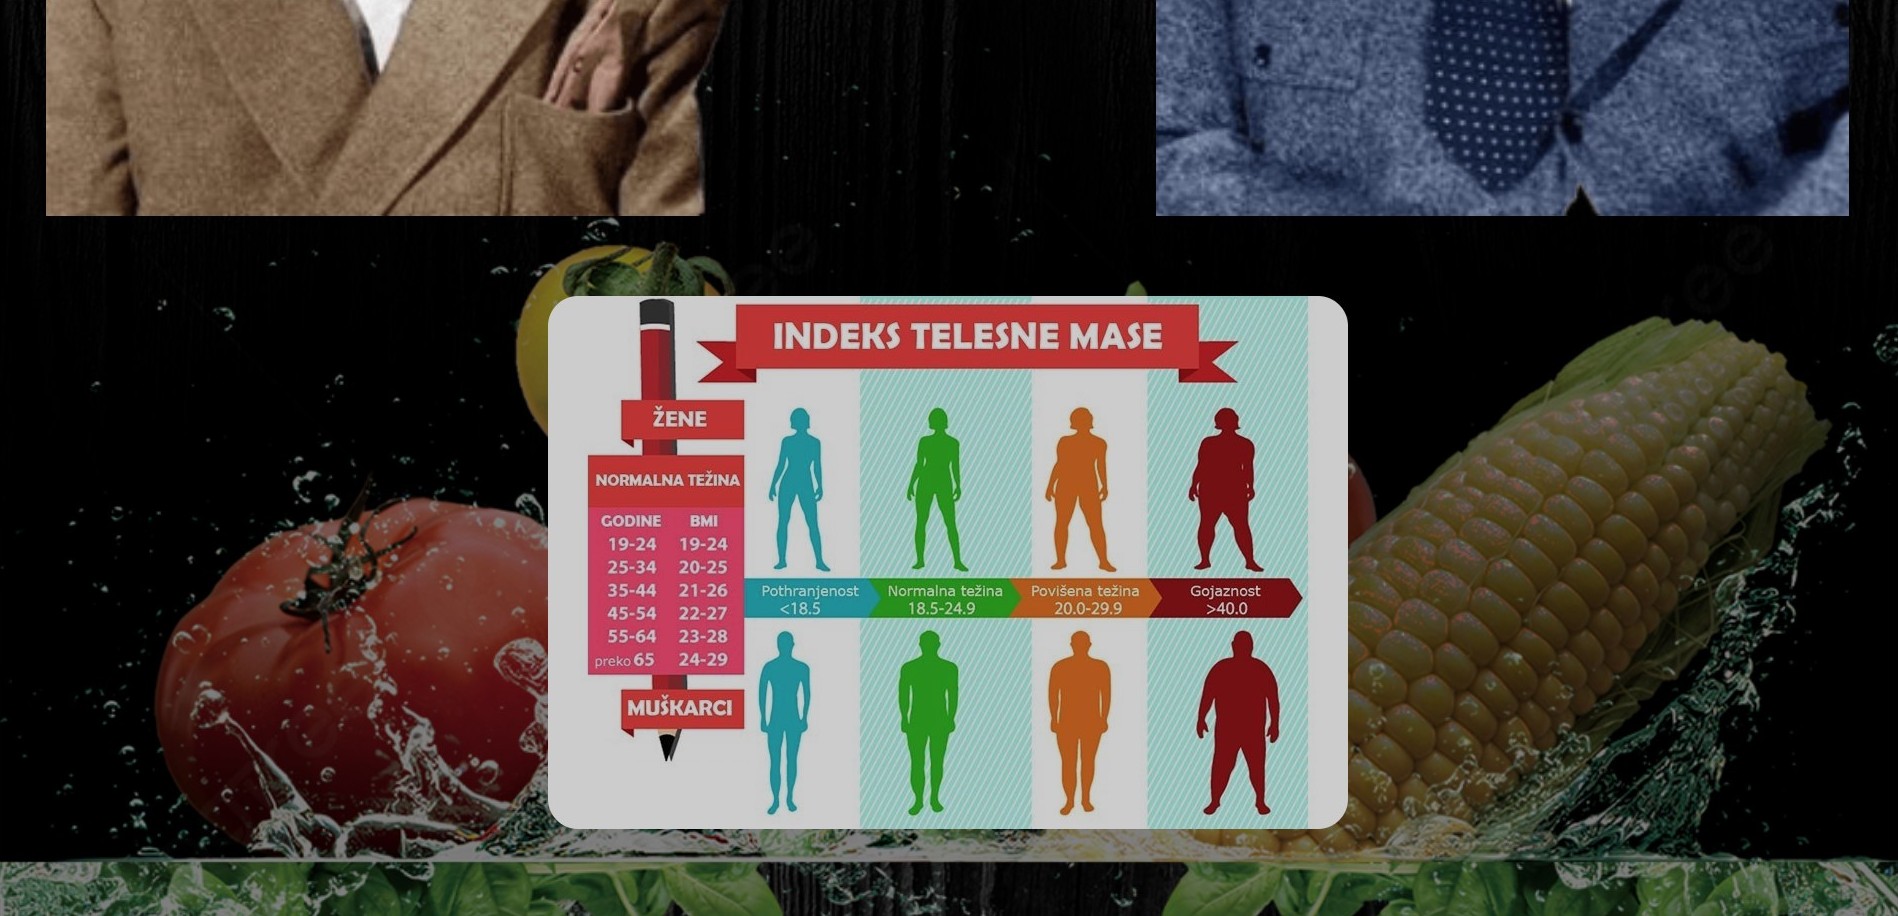 INDEKS TELESNE MASE
ŽENE
NORMALNA TEŽINA
GODINE BMI
19-24 19-24
25-34 20-25
35-44 21-26
45-54 22-27
55-64 23-28
preko 65 24-29
MUŠKARCI
Pothranjenost
<18.5
Normalna težina
18.5-24.9
Povišena težina
20.0-29.9
Gojaznost
>40.0